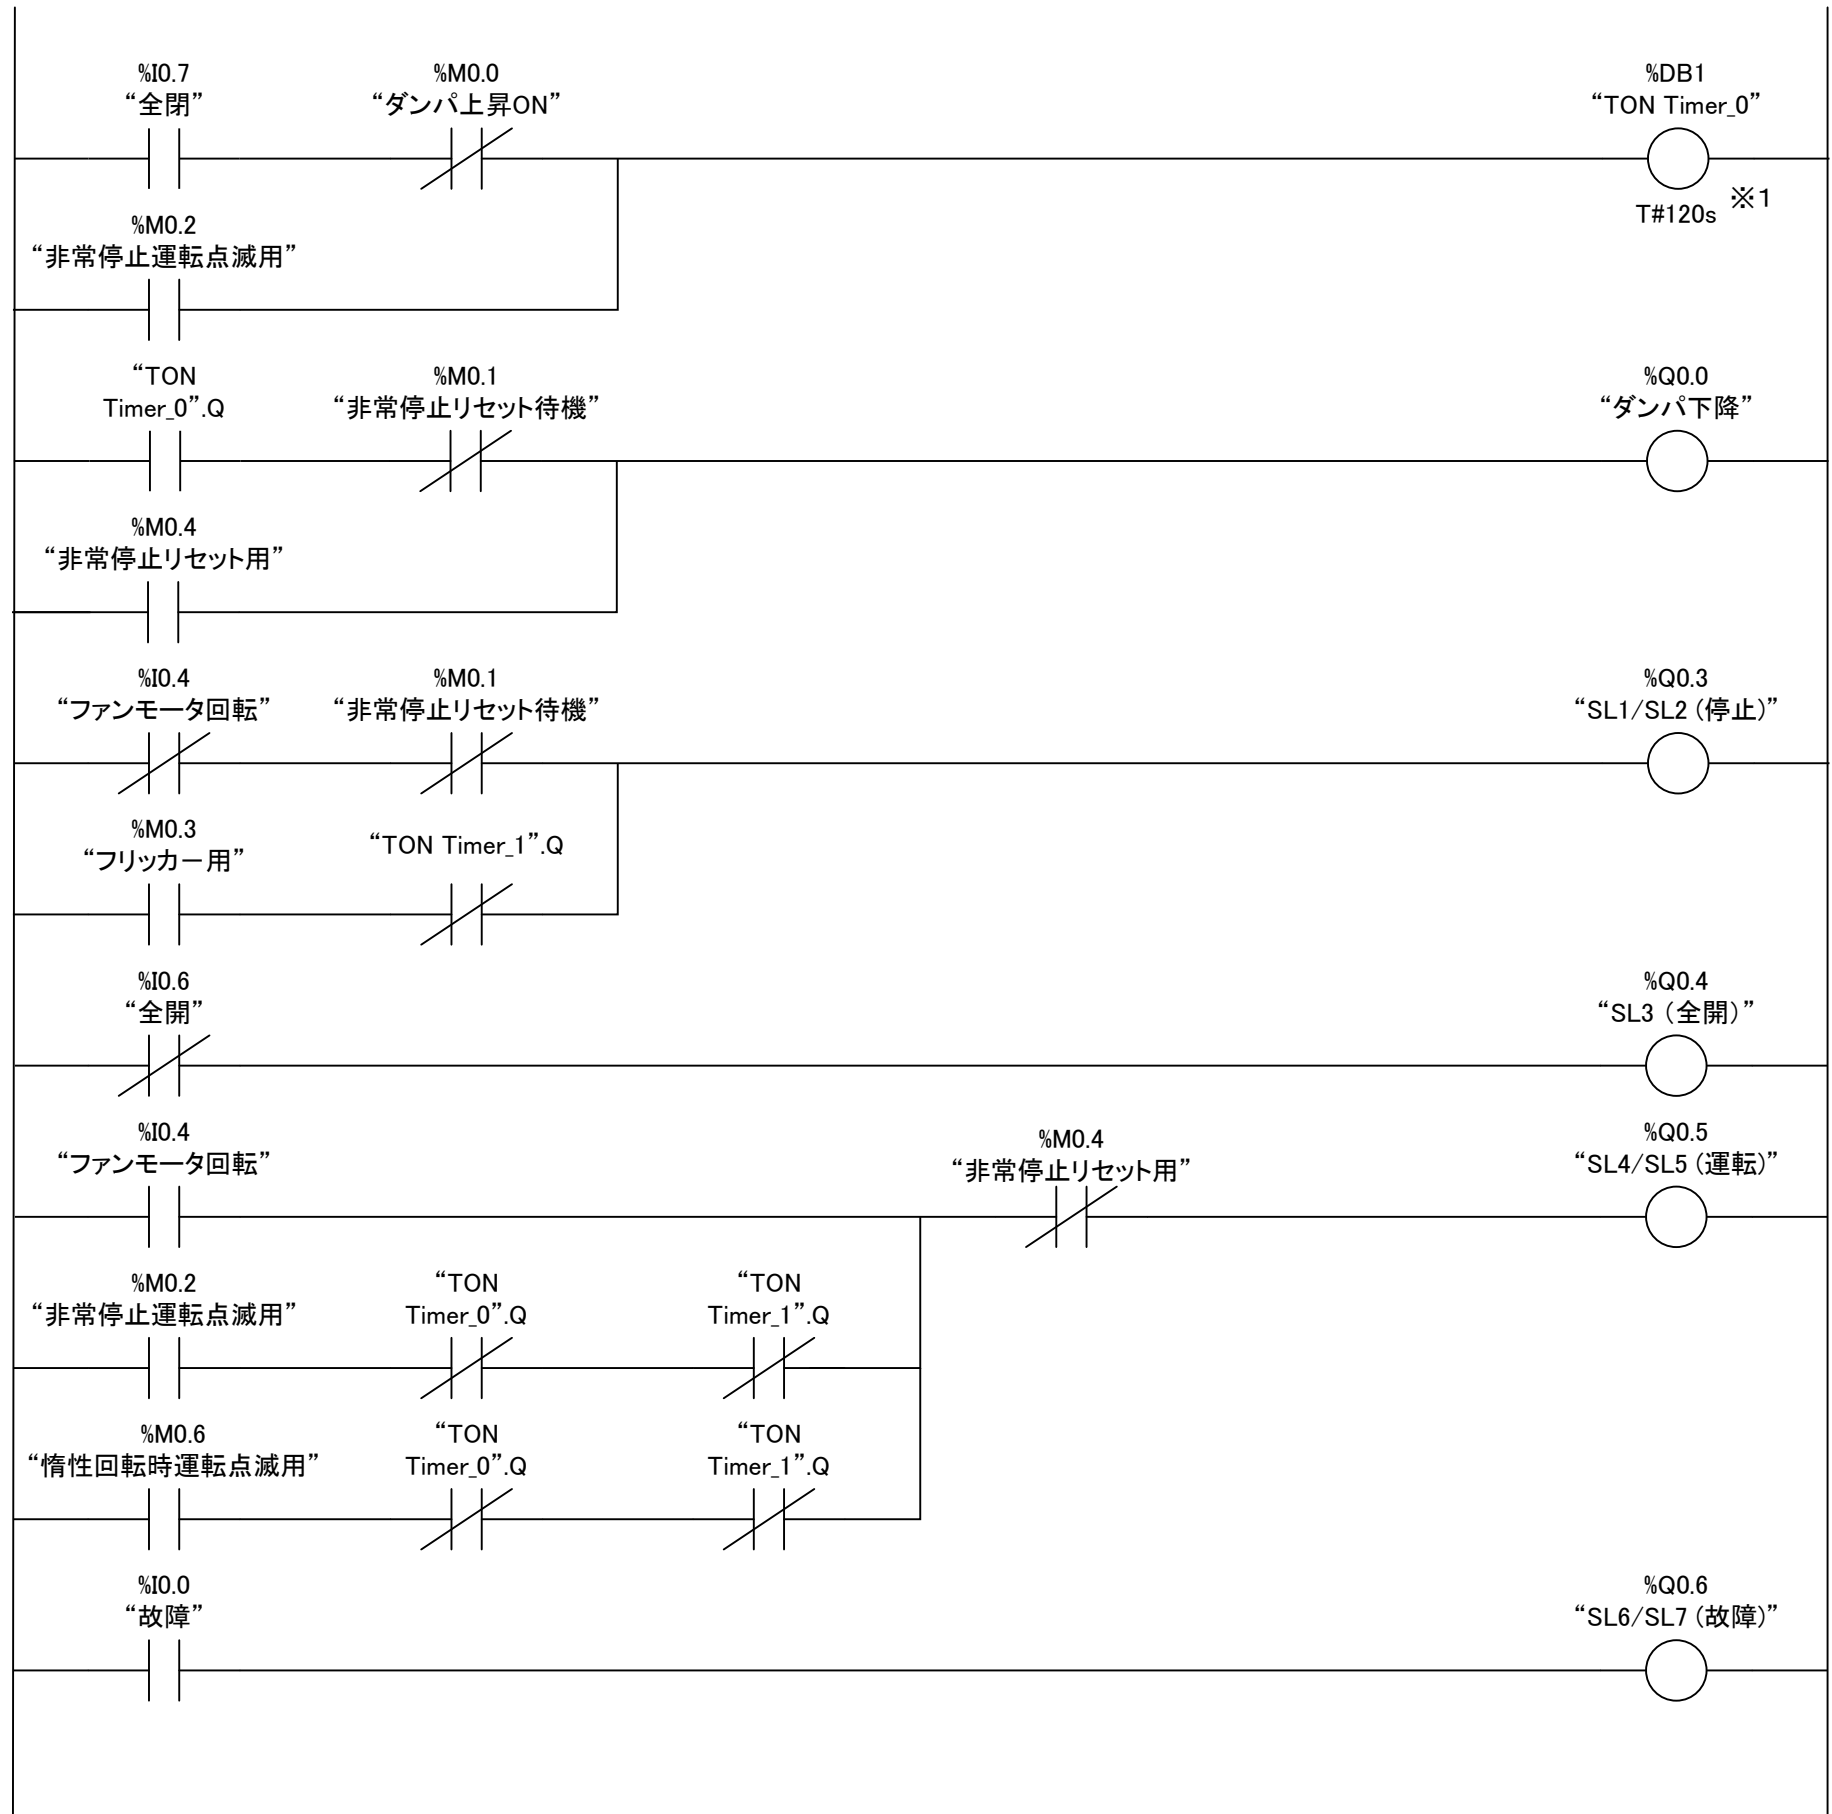 %I0.7 %M0.0 %DB1
“全閉” “ダンパ上昇ON” “TON Timer_0”
T#120s ※1
%M0.2
“非常停止運転点滅用”
“TON %M0.1 %Q0.0
Timer_0”.Q “非常停止リセット待機” “ダンパ下降”
%M0.4
“非常停止リセット用”
%I0.4 %M0.1 %Q0.3
“ファンモータ回転” “非常停止リセット待機” “SL1/SL2 (停止)”
%M0.3
“フリッカー用” “TON Timer_1”.Q
%I0.6 %Q0.4
“全開” “SL3 (全開)”
%I0.4 %M0.4 %Q0.5
“ファンモータ回転” “非常停止リセット用” “SL4/SL5 (運転)”
%M0.2 “TON “TON
“非常停止運転点滅用” Timer_0”.Q Timer_1”.Q
%M0.6 “TON “TON
“惰性回転時運転点滅用” Timer_0”.Q Timer_1”.Q
%I0.0 %Q0.6
“故障” “SL6/SL7 (故障)”